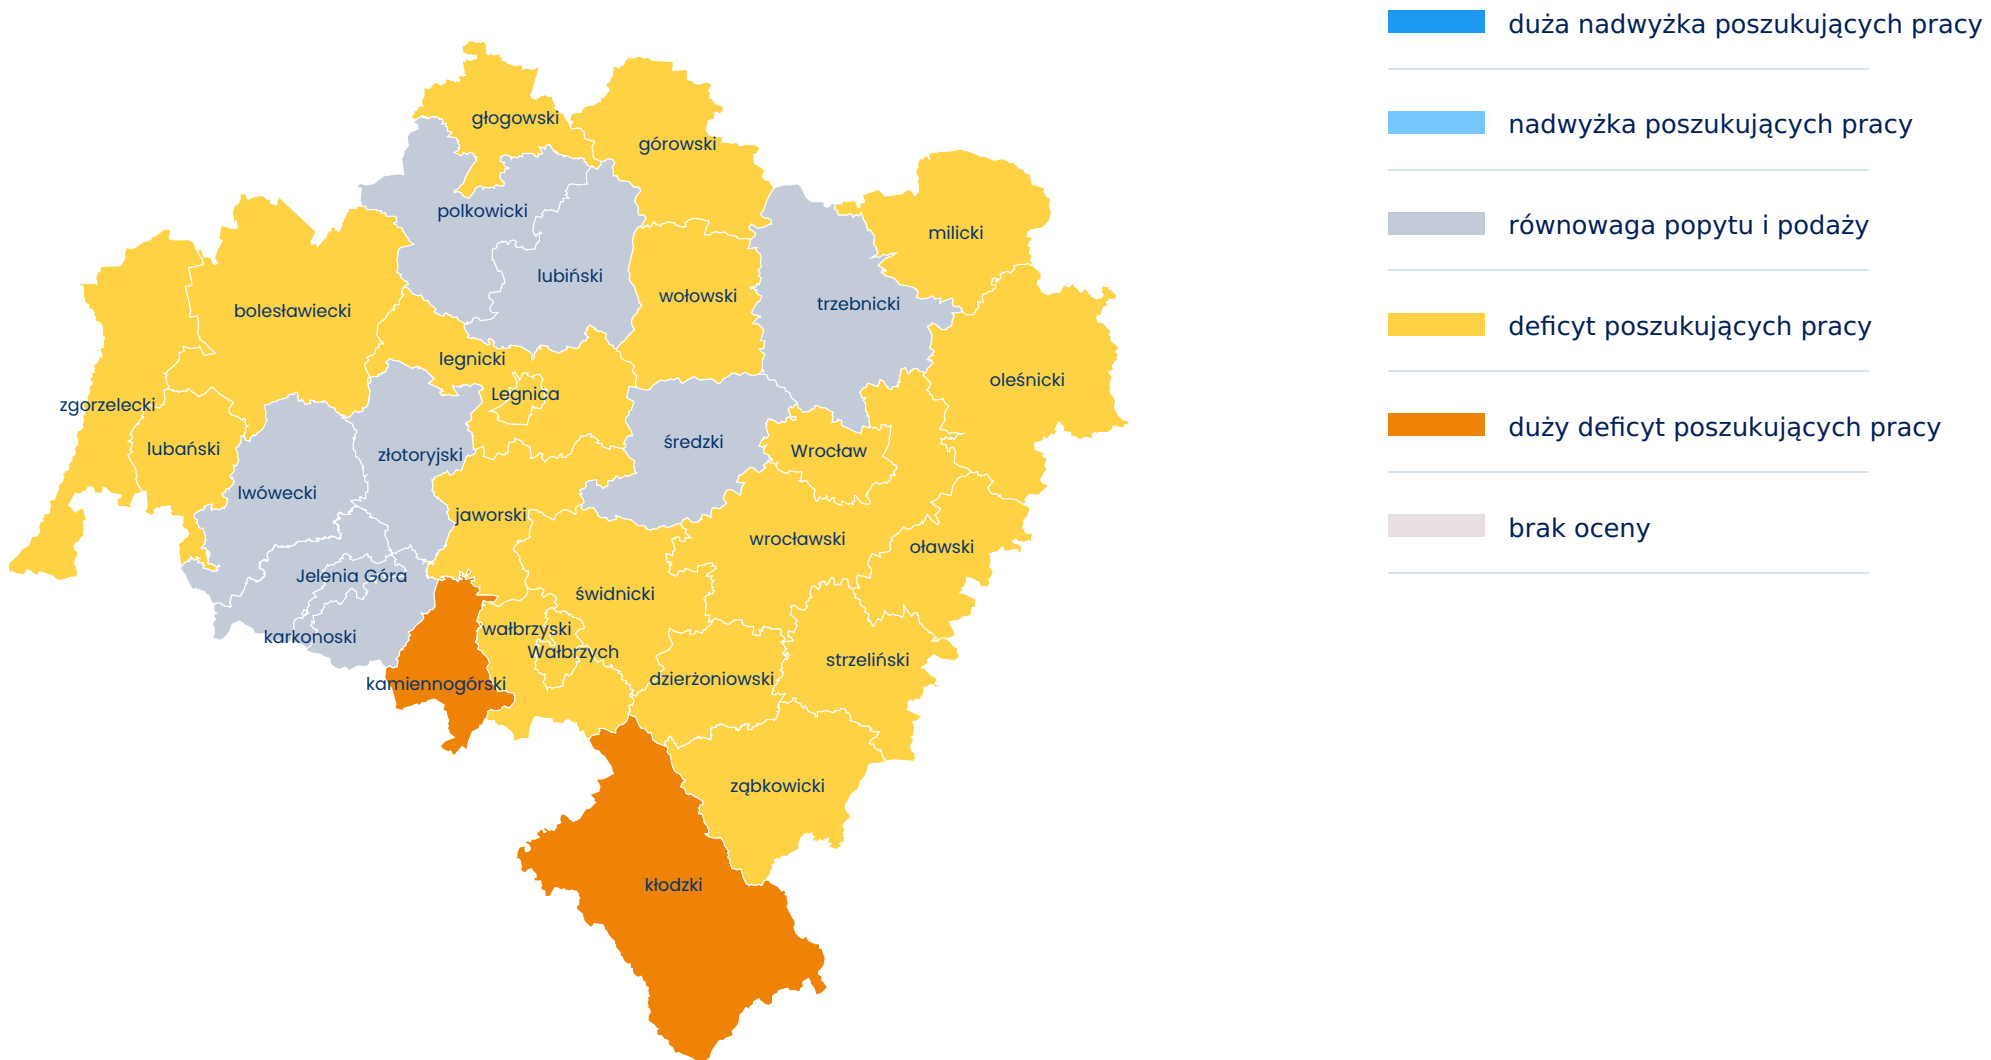 głogowski
górowski
polkowicki
milicki
lubiński
wołowski
trzebnicki
bolesławiecki
legnicki
oleśnicki
Legnica
zgorzelecki
średzki
lubański
złotoryjski
Wrocław
lwówecki
jaworski
wrocławski
oławski
Jelenia Góra
świdnicki
wałbrzyski
karkonoski
Wałbrzych
strzeliński
dzierżoniowski
kamiennogórski
ząbkowicki
kłodzki
duża nadwyżka poszukujących pracy
nadwyżka poszukujących pracy
równowaga popytu i podaży
deficyt poszukujących pracy
duży deficyt poszukujących pracy
brak oceny